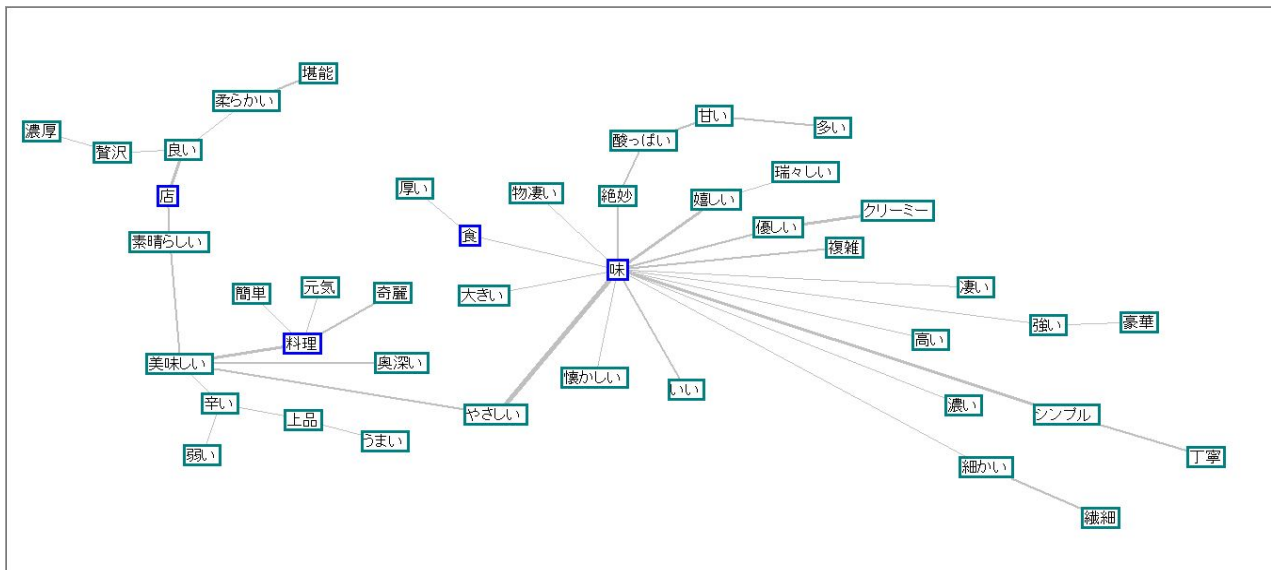 堪能
柔らかい
甘い
多い
濃厚
酸っぱい
贅沢
良い
瑞々しい
厚い
物凄い
絶妙
嬉しい
店
クリーミー
優しい
食
素晴らしい
複雑
味
元気
簡単
奇麗
大きい
凄い
強い
豪華
料理
高い
美味しい
奥深い
懐かしい
いい
辛い
濃い
上品
やさしい
シンプル
うまい
弱い
丁寧
細かい
繊細